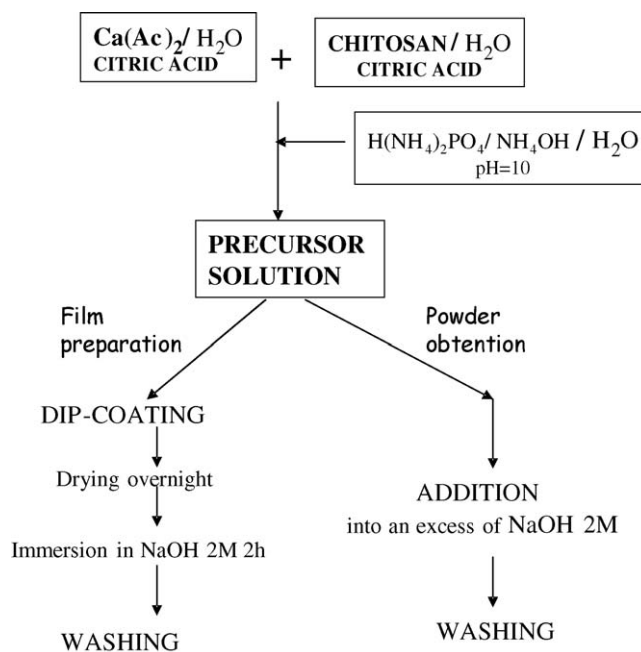 Ca(Ac)₂/H₂O
CITRIC ACID
+
CHITOSAN/H₂O
CITRIC ACID
H(NH₄)₂PO₄/NH₄OH/H₂O
pH=10
PRECURSOR
SOLUTION
Film
preparation
Powder
obtention
DIP-COATING
Drying overnight
Immersion in NaOH 2M 2h
WASHING
ADDITION
into an excess of NaOH 2M
WASHING